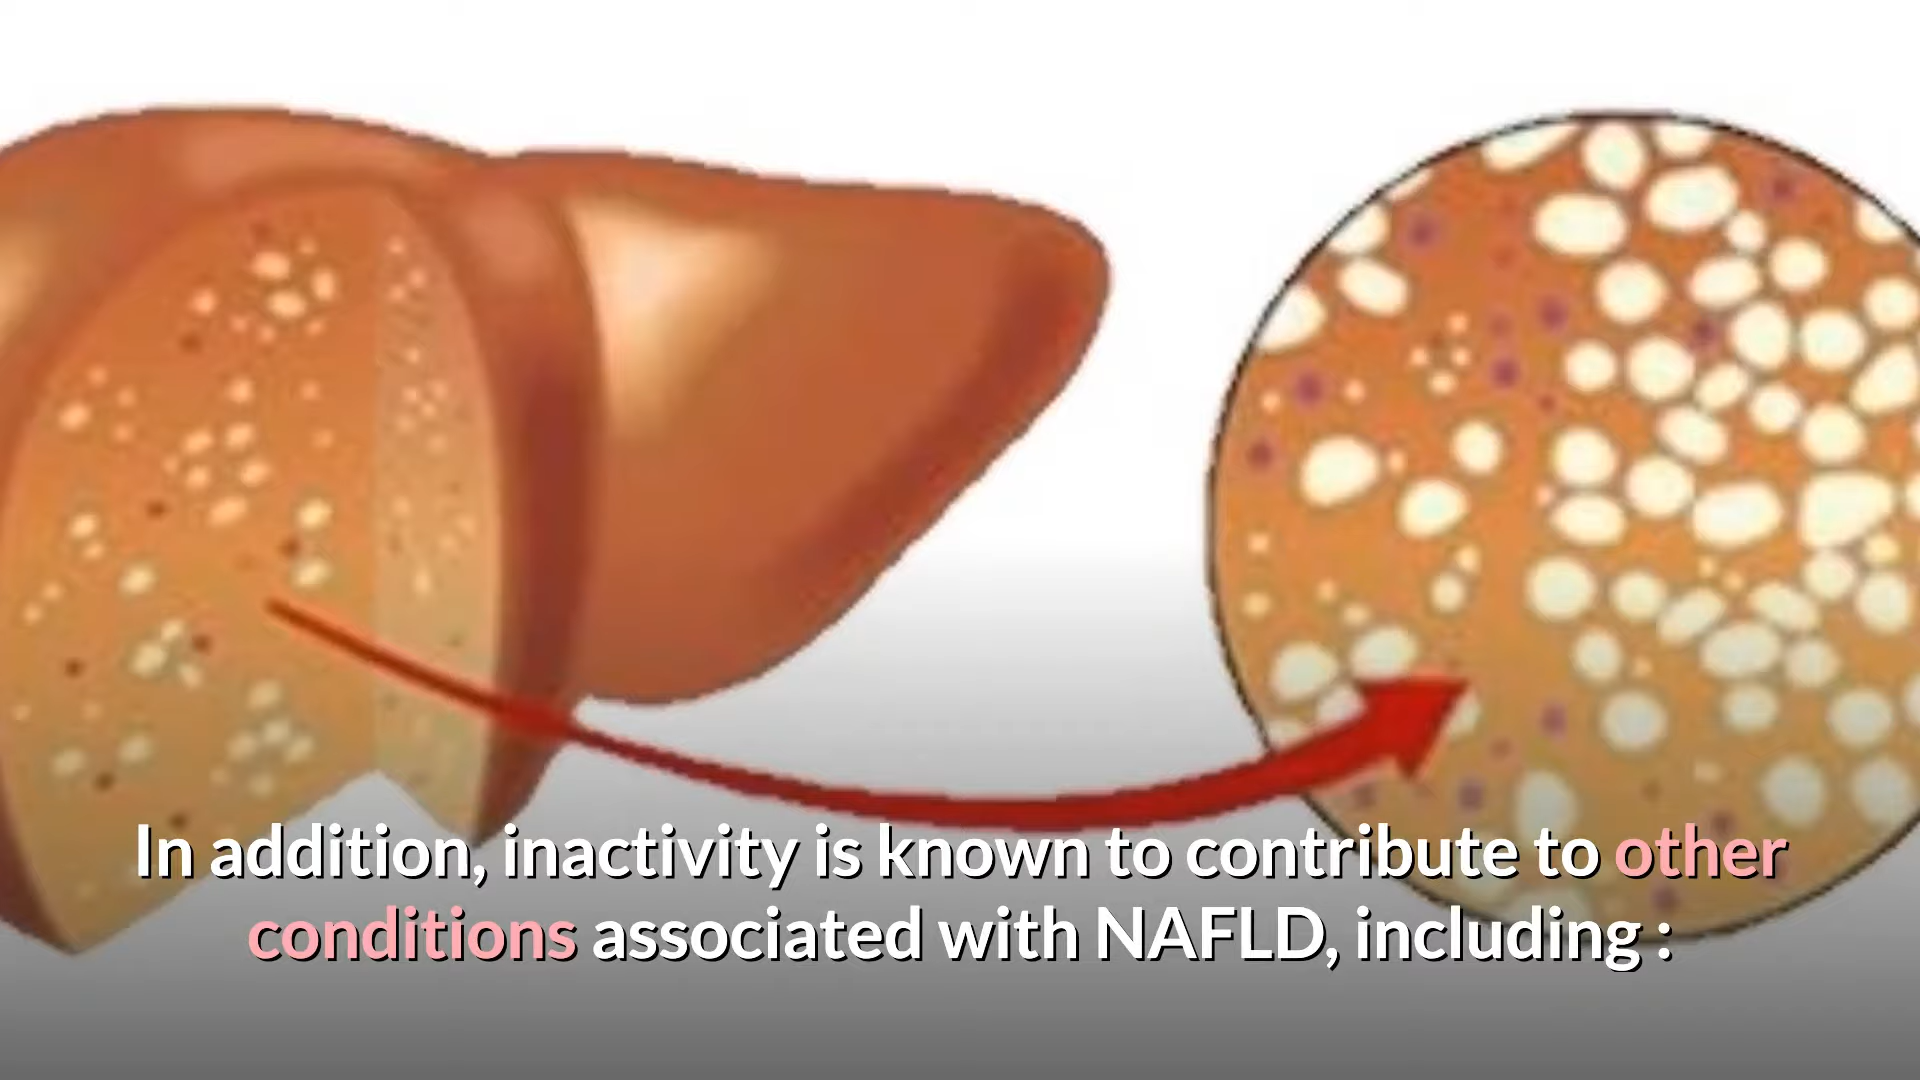 In addition, inactivity is known to contribute to other
conditions associated with NAFLD, including :